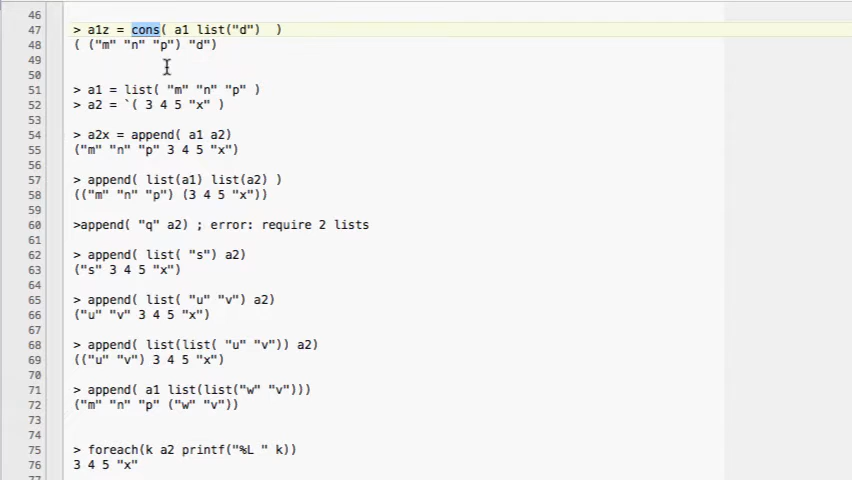 46
47 > a1z = cons( a1 list("d")  )
48 ( ("m" "n" "p") "d")
49
50
51 > a1 = list( "m" "n" "p" )
52 > a2 = `( 3 4 5 "x" )
53
54 > a2x = append( a1 a2)
55 ("m" "n" "p" 3 4 5 "x")
56
57 > append( list(a1) list(a2) )
58 (("m" "n" "p") (3 4 5 "x"))
59
60 >append( "q" a2) ; error: require 2 lists
61
62 > append( list( "s") a2)
63 ("s" 3 4 5 "x")
64
65 > append( list( "u" "v") a2)
66 ("u" "v" 3 4 5 "x")
67
68 > append( list(list( "u" "v")) a2)
69 (("u" "v") 3 4 5 "x")
70
71 > append( a1 list(list("w" "v")))
72 ("m" "n" "p" ("w" "v"))
73
74
75 > foreach(k a2 printf("%L " k))
76 3 4 5 "x"
77